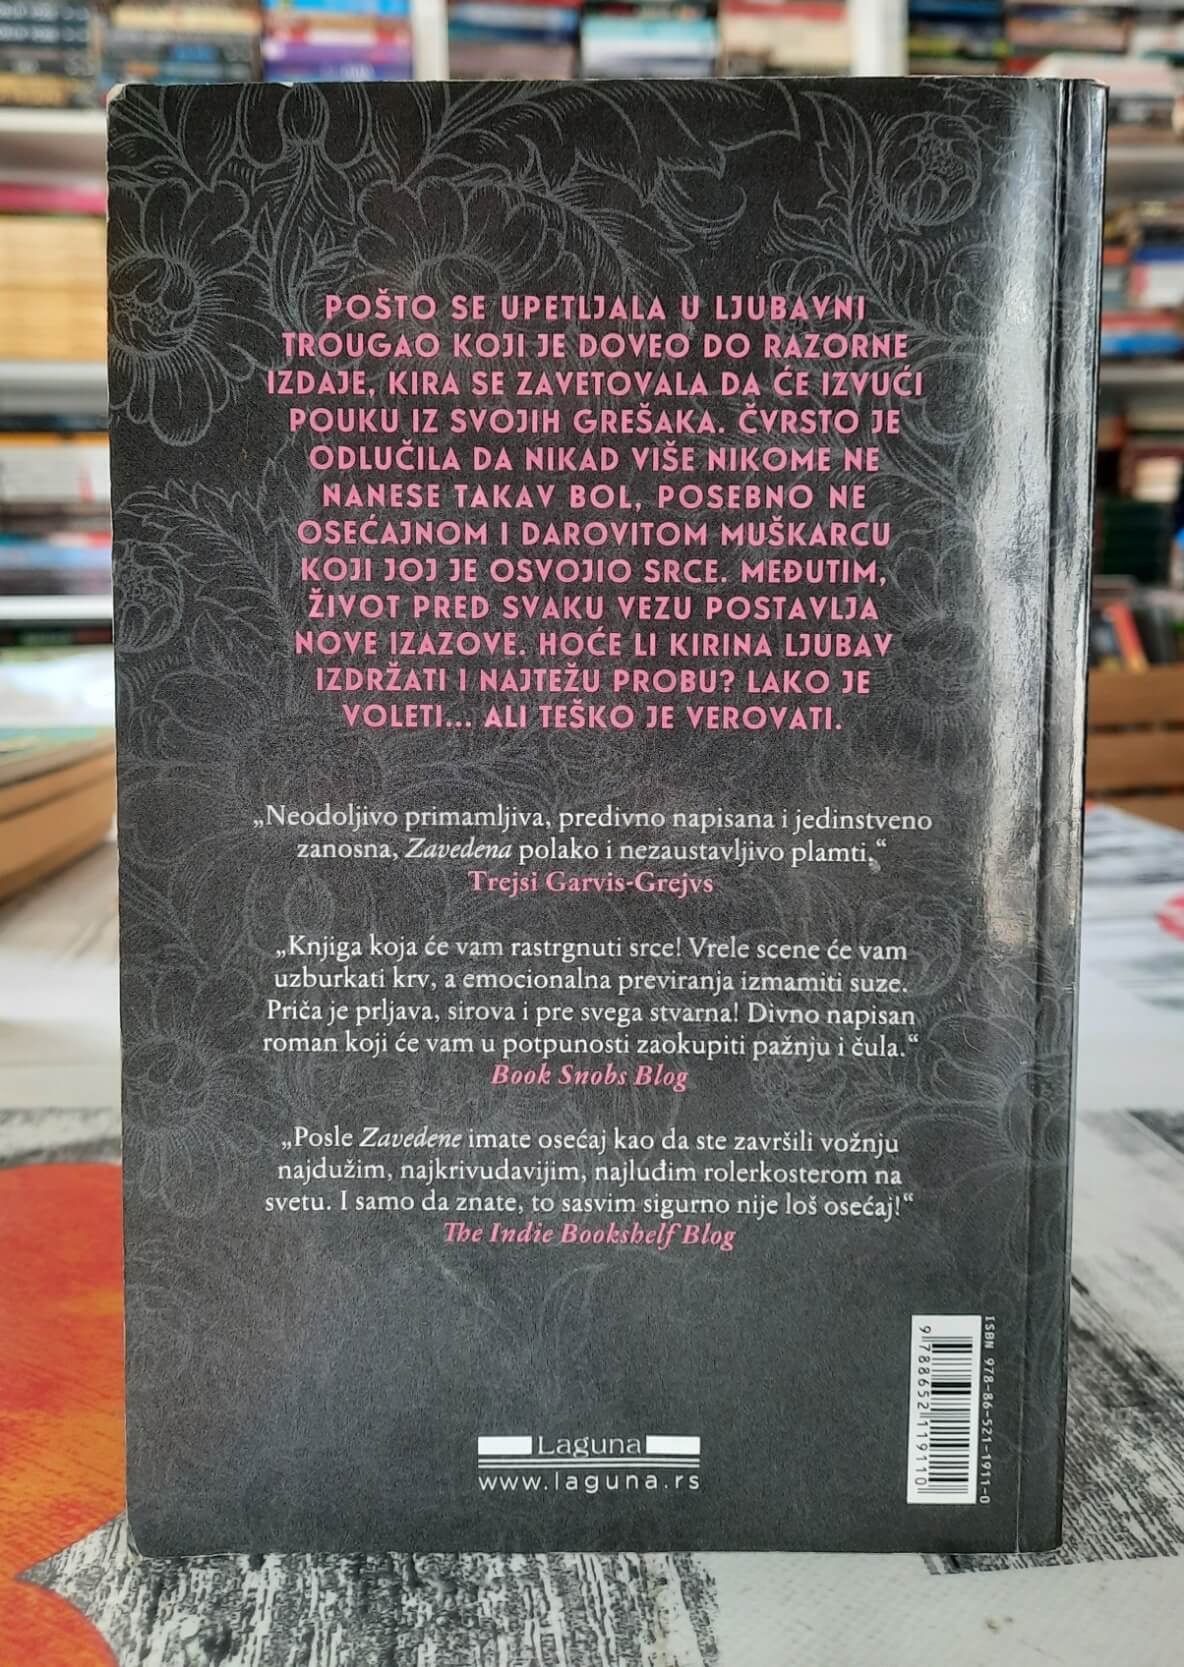 POŠTO SE UPETLJALA U LJUBAVNI
TROUGAO KOJI JE DOVEO DO RAZORNE
IZDAJE, KIRA SE ZAVETOVALA DA ĆE IZVUĆI
POUKU IZ SVOJIH GREŠAKA. ČVRSTO JE
ODLUČILA DA NIKAD VIŠE NIKOME NE
NANESE TAKAV BOL, POSEBNO NE
OSEĆAJNOM I DAROVITOM MUŠKARCU
KOJI JOJ JE OSVOJIO SRCE. MEĐUTIM,
ŽIVOT PRED SVAKU VEZU POSTAVLJA
NOVE IZAZOVE. HOĆE LI KIRINA LJUBAV
IZDRŽATI I NAJTEŽU PROBU? LAKO JE
VOLETI... ALI TEŠKO JE VEROVATI.
„Neodoljivo primamljiva, predivno napisana i jedinstveno
zanosna, Zavedena polako i nezaustavljivo plamti.“
Trejsi Garvis-Grejvs
„Knjiga koja će vam rastrgnuti srce! Vrele scene će vam
uzburkati krv, a emocionalna previranja izmamiti suze.
Priča je prljava, sirova i pre svega stvarna! Divno napisan
roman koji će vam u potpunosti zaokupiti pažnju i čula.“
Book Snobs Blog
„Posle Zavedene imate osećaj kao da ste završili vožnju
najdužim, najkrivudavijim, najluđim rolerkosterom na
svetu. I samo da znate, to sasvim sigurno nije loš osećaj!“
The Indie Bookshelf Blog
ISBN 978-86-521-1911-0
9788652119110
Laguna
www.laguna.rs